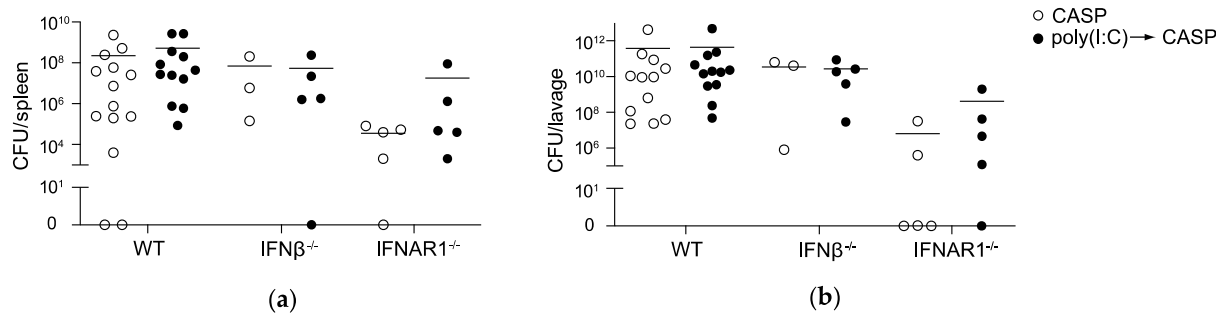 ○ CASP
● poly(I:C) → CASP
CFU/spleen
10¹⁰
10⁸
10⁶
10⁴
10¹
0
WT
IFNβ⁻/⁻
IFNAR1⁻/⁻
(a)
CFU/lavage
10¹²
10¹⁰
10⁸
10⁶
10¹
0
WT
IFNβ⁻/⁻
IFNAR1⁻/⁻
(b)